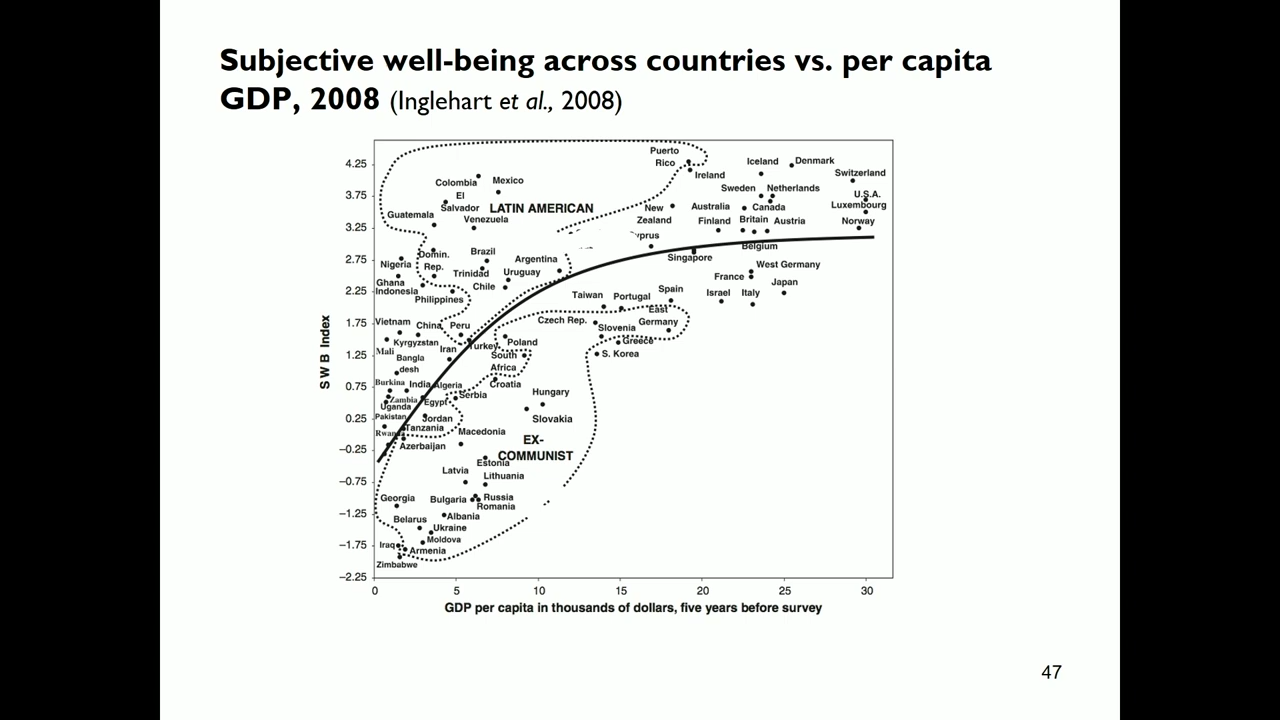 Subjective well-being across countries vs. per capita
GDP, 2008 (Inglehart et al., 2008)
4.25
3.75
3.25
2.75
2.25
1.75
1.25
0.75
0.25
−0.25
−0.75
−1.25
−1.75
−2.25
SWB index
Puerto
Rico
Ireland
Iceland
Denmark
Switzerland
Colombia
Mexico
El
Salvador
LATIN AMERICAN
Guatemala
Venezuela
New
Zealand
Australia
Sweden
Netherlands
Canada
U.S.A.
Luxembourg
Finland
Britain
Austria
Norway
yprus
Belgium
Singapore
Nigeria
Domin.
Rep.
Brazil
Trinidad
Argentina
Uruguay
Ghana
Indonesia
Philippines
Chile
France
West Germany
Japan
Israel
Italy
Taiwan
Portugal
Spain
East
Germany
Czech Rep.
Slovenia
Greece
S. Korea
Vietnam
China
Peru
Mali
Kyrgyzstan
Iran
Turkey
Poland
South
Africa
Bangla
desh
Croatia
Burkina
India
Algeria
Zambia
Uganda
Egypt
Serbia
Hungary
Pakistan
Jordan
Slovakia
Rwanda
Tanzania
Azerbaijan
Macedonia
EX-
COMMUNIST
Estonia
Latvia
Lithuania
Georgia
Bulgaria
Russia
Romania
Belarus
Albania
Ukraine
Moldova
Iraq
Armenia
Zimbabwe
0 5 10 15 20 25 30
GDP per capita in thousands of dollars, five years before survey
47